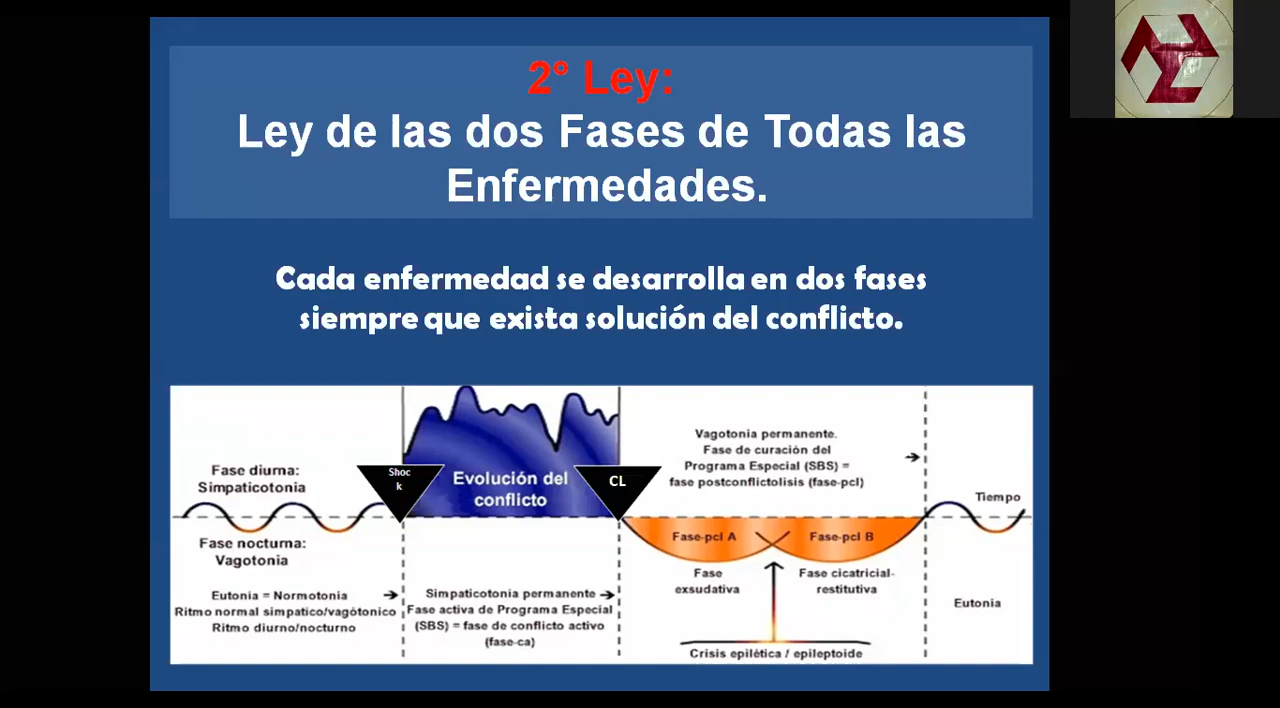 2° Ley:
Ley de las dos Fases de Todas las
Enfermedades.
Cada enfermedad se desarrolla en dos fases
siempre que exista solución del conflicto.
Fase diurna:
Simpaticotonia
Fase nocturna:
Vagotonia
Eutonia = Normotonia
Ritmo normal simpatico/vagótonico
Ritmo diurno/nocturno
Shoc
k
Evolución del
conflicto
CL
Simpaticotonia permanente
Fase activa de Programa Especial
(SBS) = fase de conflicto activo
(fase-ca)
Vagotonia permanente.
Fase de curación del
Programa Especial (SBS) =
fase postconflictolisis (fase-pcl)
Fase-pcl A
Fase-pcl B
Fase
exsudativa
Fase cicatricial-
restitutiva
Crisis epilética / epileptoide
Tiempo
Eutonia